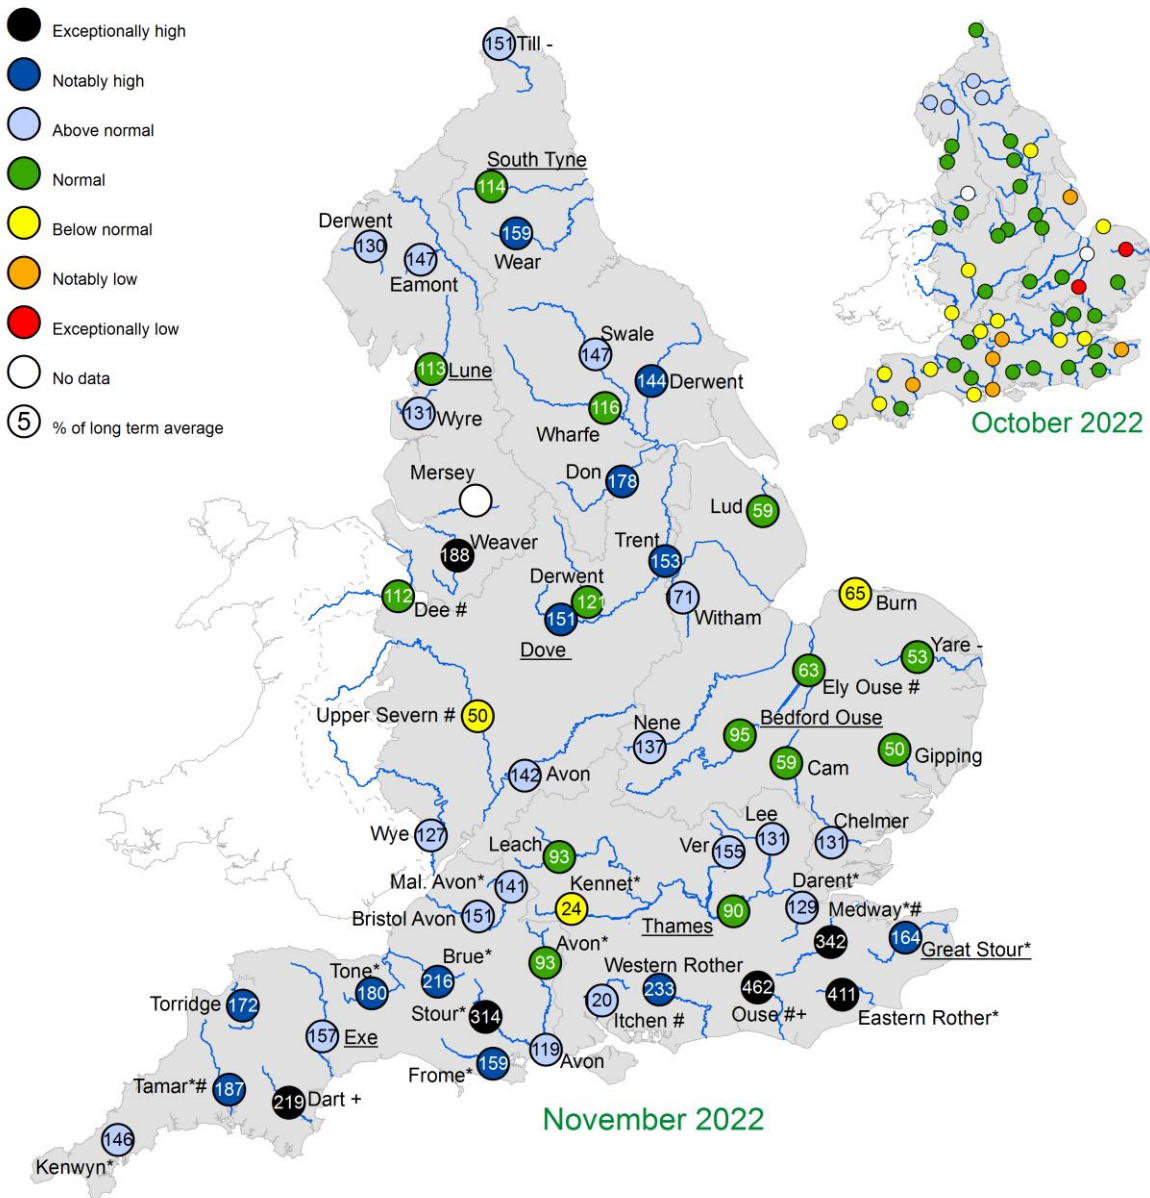 Exceptionally high
Notably high
Above normal
Normal
Below normal
Notably low
Exceptionally low
No data
5 % of long term average
October 2022
151 Till -
South Tyne
114
159
Wear
Derwent
130
147
Eamont
Swale
147
113
Lune
144 Derwent
131 Wyre
116
Wharfe
Mersey
Don
178
Lud 59
188 Weaver
Trent
153
Derwent
121
112
Dee #
151
Dove
171
Witham
65
Burn
53
Yare -
63
Ely Ouse #
Upper Severn # 50
Bedford Ouse
95
Nene
137
59 Cam
50 Gipping
142 Avon
Wye 127
Leach 93
Ver 155
Lee
131
Chelmer
131
Mal. Avon*
141
Bristol Avon 151
Kennet*
24
Thames
90
Darent*
129
Medway*#
342
164
Great Stour*
Avon*
93
Brue*
216
Tone*
180
Torridge 172
Stour* 314
Western Rother
233
20
Itchen #
462
Ouse #+
411
Eastern Rother*
157 Exe
119
Avon
Frome* 159
Tamar*# 187
219 Dart +
146
Kenwyn*
November 2022